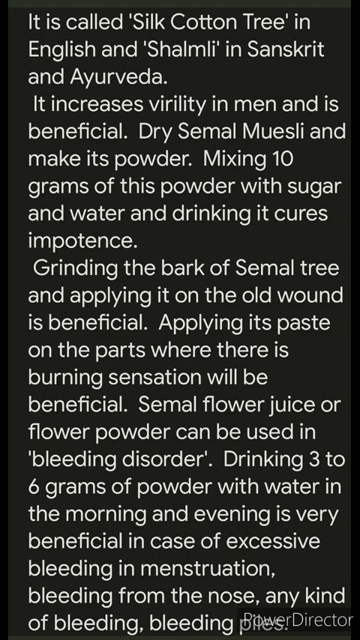 It is called 'Silk Cotton Tree' in
English and 'Shalmli' in Sanskrit
and Ayurveda.
It increases virility in men and is
beneficial. Dry Semal Muesli and
make its powder. Mixing 10
grams of this powder with sugar
and water and drinking it cures
impotence.
Grinding the bark of Semal tree
and applying it on the old wound
is beneficial. Applying its paste
on the parts where there is
burning sensation will be
beneficial. Semal flower juice or
flower powder can be used in
'bleeding disorder'. Drinking 3 to
6 grams of powder with water in
the morning and evening is very
beneficial in case of excessive
bleeding in menstruation,
bleeding from the nose, any kind
of bleeding, bleeding piles.
PowerDirector